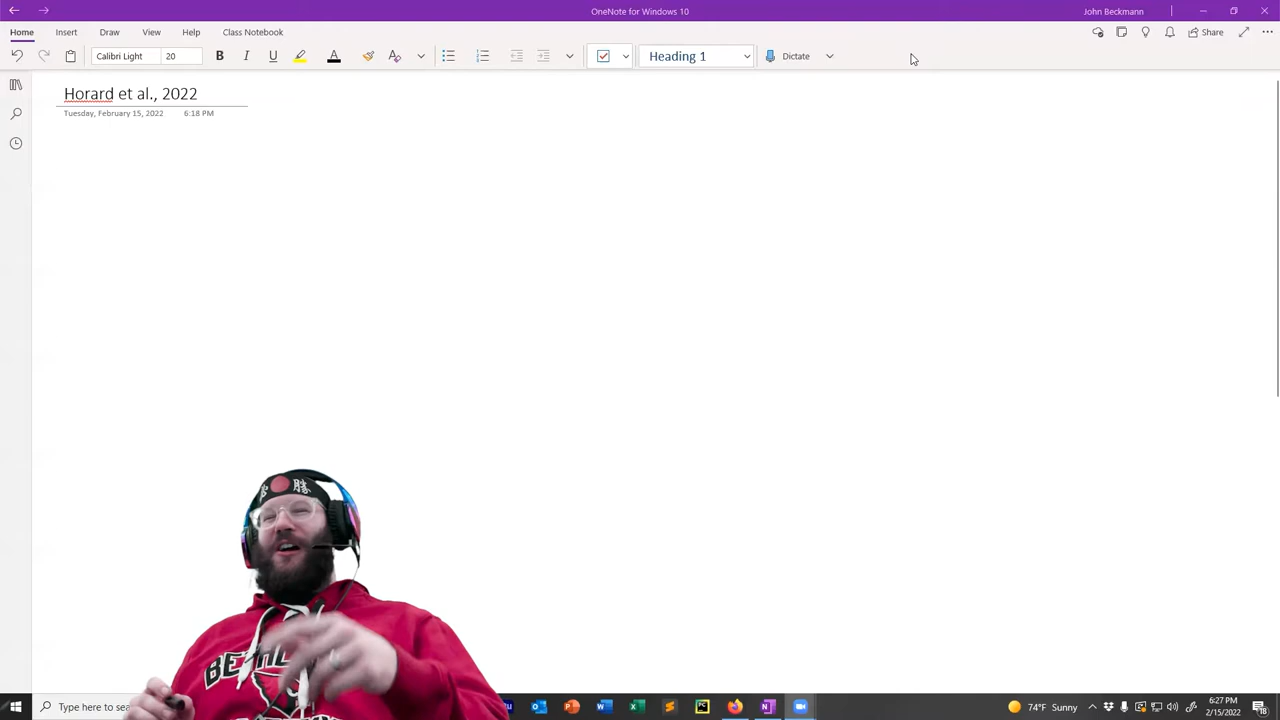 OneNote for Windows 10
John Beckmann
Home Insert Draw View Help Class Notebook
Share
Calibri Light 20 B I U A Heading 1 Dictate
Horard et al., 2022
Tuesday, February 15, 2022 6:18 PM
勝
Type here to sea
74°F Sunny
6:27 PM
2/15/2022
18